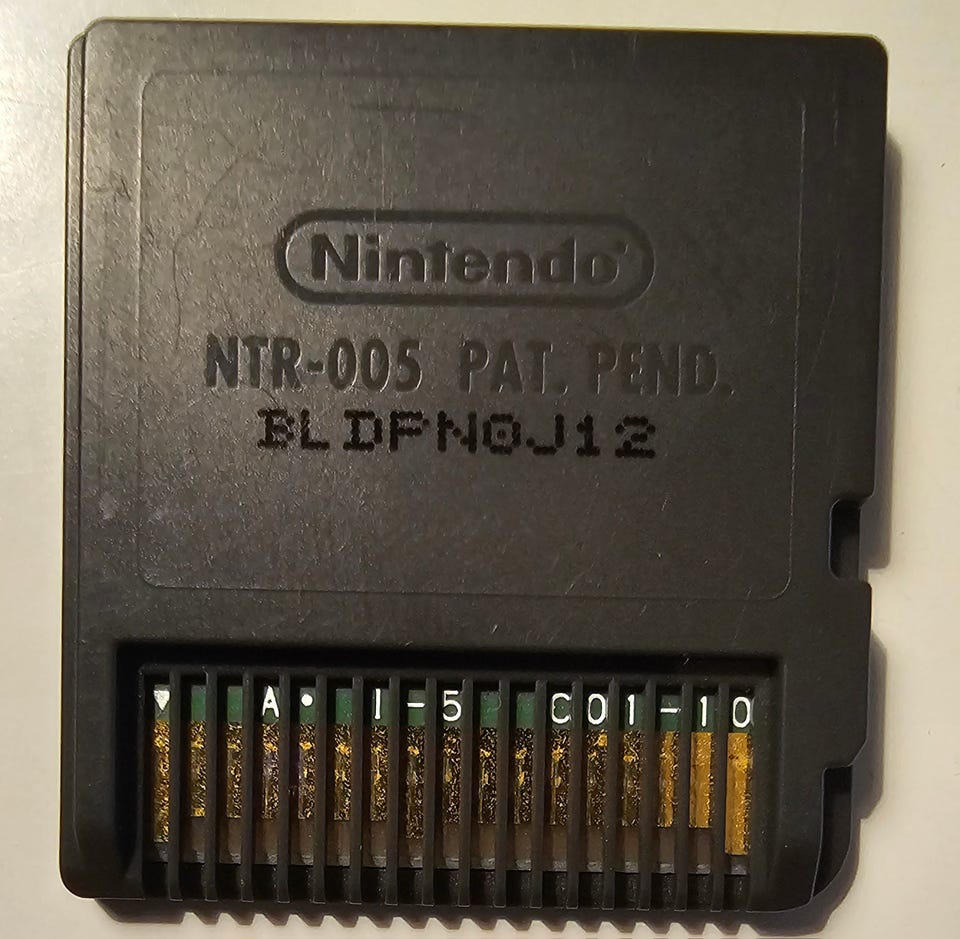 Nintendo®
NTR-005 PAT. PEND.
BLDPN0J12
▼ A • I-5 C01-10